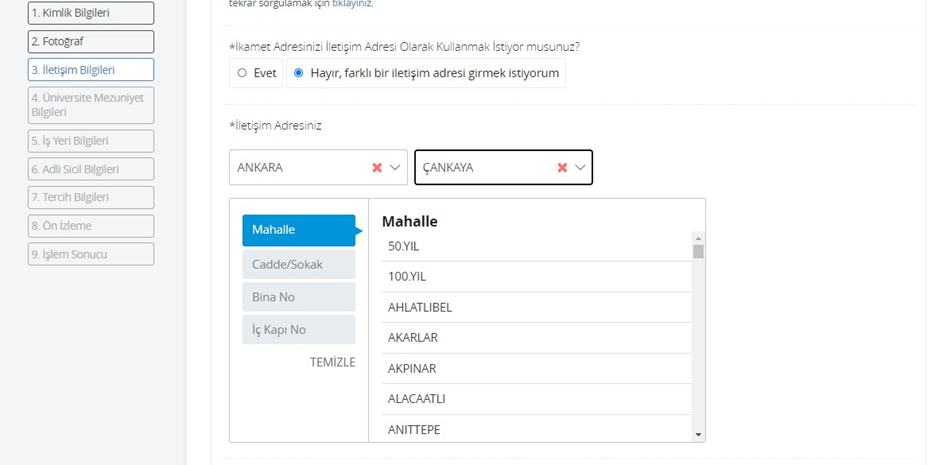 tekrar sorgulamak için tıklayınız.
1. Kimlik Bilgileri
2. Fotoğraf
3. İletişim Bilgileri
4. Üniversite Mezuniyet
Bilgileri
5. İş Yeri Bilgileri
6. Adli Sicil Bilgileri
7. Tercih Bilgileri
8. Ön İzleme
9. İşlem Sonucu
*İkamet Adresinizi İletişim Adresi Olarak Kullanmak İstiyor musunuz?
Evet Hayır, farklı bir iletişim adresi girmek istiyorum
*İletişim Adresiniz
ANKARA ÇANKAYA
Mahalle
Cadde/Sokak
Bina No
İç Kapı No
TEMİZLE
Mahalle
50.YIL
100.YIL
AHLATLIBEL
AKARLAR
AKPINAR
ALACAATLI
ANITTEPE